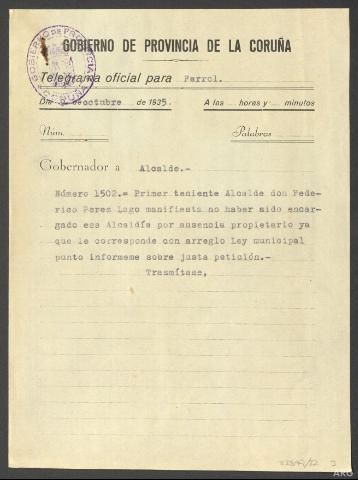 GOBIERNO DE PROVINCIA DE LA CORUÑA
Telegrama oficial para Ferrol.
Día de octubre de 1935. A las horas y minutos
Núm. Palabras
Gobernador a Alcalde.-
Número 1502.= Primer teniente Alcalde don Fede-
rico Perez Lago manifiesta no haber sido encar-
gado esa Alcaldía por ausencia propietario ya
que le corresponde con arreglo Ley municipal
punto informeme sobre justa petición.-
Trasmítase,
ARG